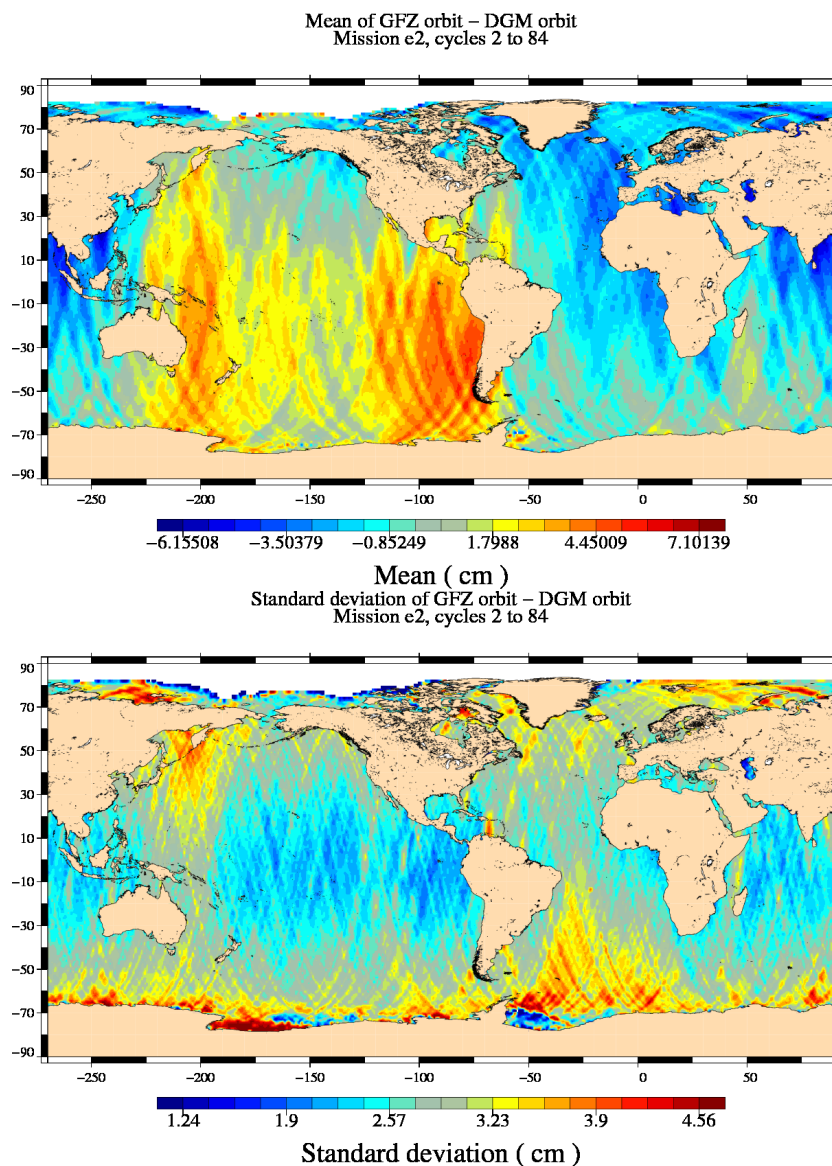 Mean of GFZ orbit − DGM orbit
Mission e2, cycles 2 to 84
90
70
50
30
10
−10
−30
−50
−70
−90
−250 −200 −150 −100 −50 0 50
−6.15508 −3.50379 −0.85249 1.7988 4.45009 7.10139
Mean ( cm )
Standard deviation of GFZ orbit − DGM orbit
Mission e2, cycles 2 to 84
90
70
50
30
10
−10
−30
−50
−70
−90
−250 −200 −150 −100 −50 0 50
1.24 1.9 2.57 3.23 3.9 4.56
Standard deviation ( cm )